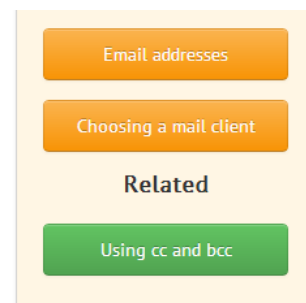 Email addresses
Choosing a mail client
Related
Using cc and bcc